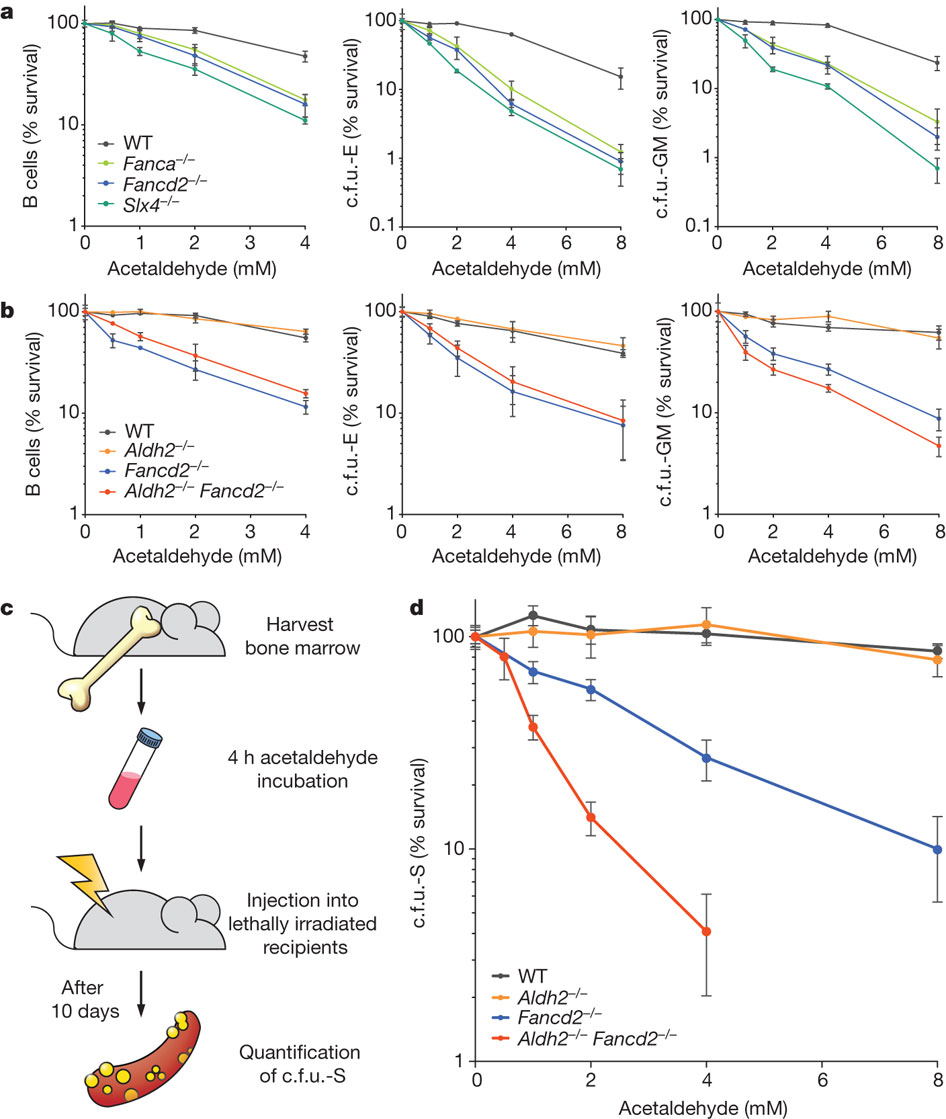 a
B cells (% survival)
100
10
1
0 1 2 3 4
Acetaldehyde (mM)
WT
Fanca–/–
Fancd2–/–
Slx4–/–
c.f.u.-E (% survival)
100
10
1
0.1
0 2 4 6 8
Acetaldehyde (mM)
c.f.u.-GM (% survival)
100
10
1
0.1
0 2 4 6 8
Acetaldehyde (mM)
b
B cells (% survival)
100
10
1
0 1 2 3 4
Acetaldehyde (mM)
WT
Aldh2–/–
Fancd2–/–
Aldh2–/– Fancd2–/–
c.f.u.-E (% survival)
100
10
1
0 2 4 6 8
Acetaldehyde (mM)
c.f.u.-GM (% survival)
100
10
1
0 2 4 6 8
Acetaldehyde (mM)
c
Harvest
bone marrow
4 h acetaldehyde
incubation
Injection into
lethally irradiated
recipients
After
10 days
Quantification
of c.f.u.-S
d
c.f.u.-S (% survival)
100
10
1
0 2 4 6 8
Acetaldehyde (mM)
WT
Aldh2–/–
Fancd2–/–
Aldh2–/– Fancd2–/–